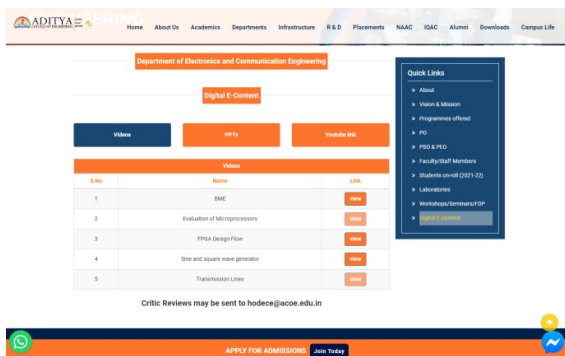 ADITYA
Home About Us Academics Departments Infrastructure R & D Placements NAAC IQAC Alumni Downloads Campus Life
Department of Electronics and Communication Engineering
Digital E-Content
Videos PPTs Youtube link
Videos
S.No Name Link
1 BME view
2 Evaluation of Microprocessors view
3 FPGA Design Flow view
4 Sine and square wave generator view
5 Transmission Lines view
Critic Reviews may be sent to hodece@acoe.edu.in
Quick Links
» About
» Vision & Mission
» Programmes offered
» PO
» PSO & PEO
» Faculty/Staff Members
» Students on-roll (2021-22)
» Laboratories
» Workshops/Seminars/FDP
» Digital E-Content
APPLY FOR ADMISSIONS Join Today